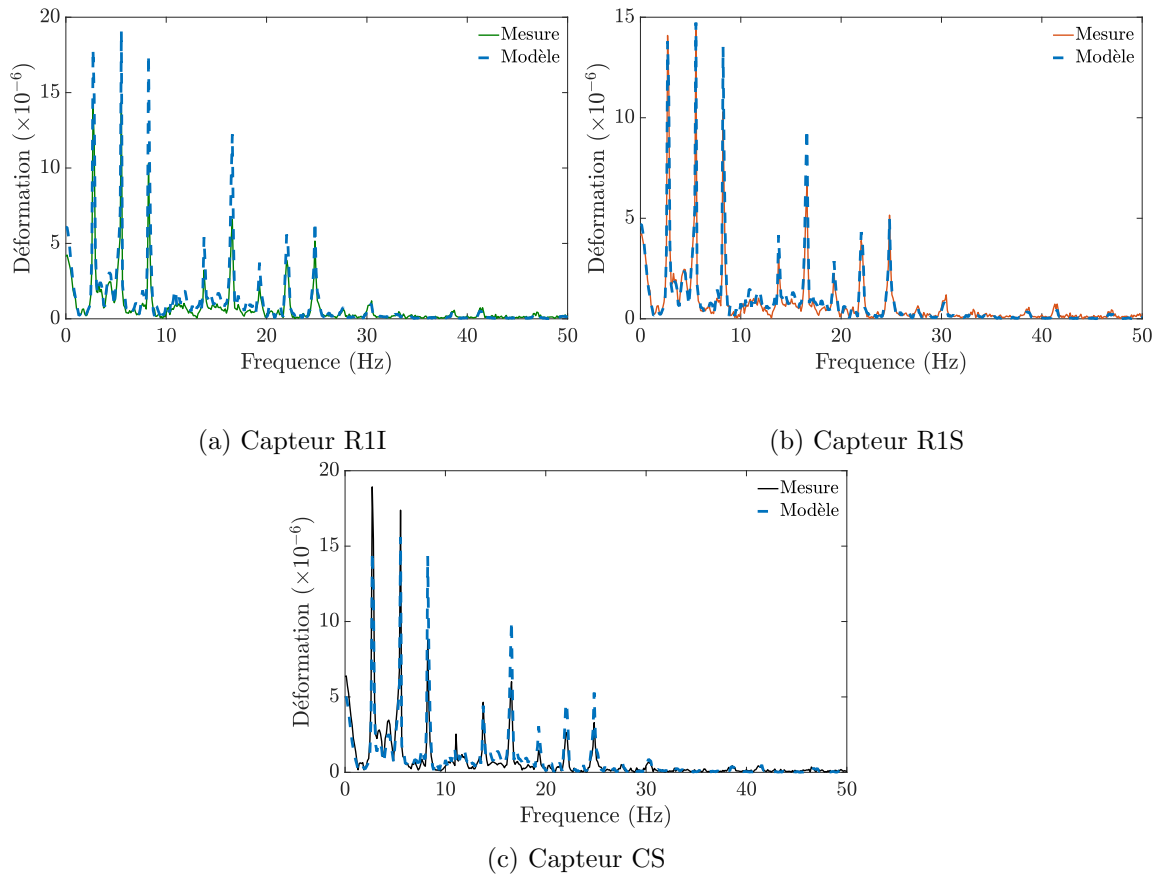 20
15
10
5
0
Déformation (×10⁻⁶)
0 10 20 30 40 50
Frequence (Hz)
Mesure
Modèle
(a) Capteur R1I
15
10
5
0
Déformation (×10⁻⁶)
0 10 20 30 40 50
Frequence (Hz)
Mesure
Modèle
(b) Capteur R1S
20
15
10
5
0
Déformation (×10⁻⁶)
0 10 20 30 40 50
Frequence (Hz)
Mesure
Modèle
(c) Capteur CS